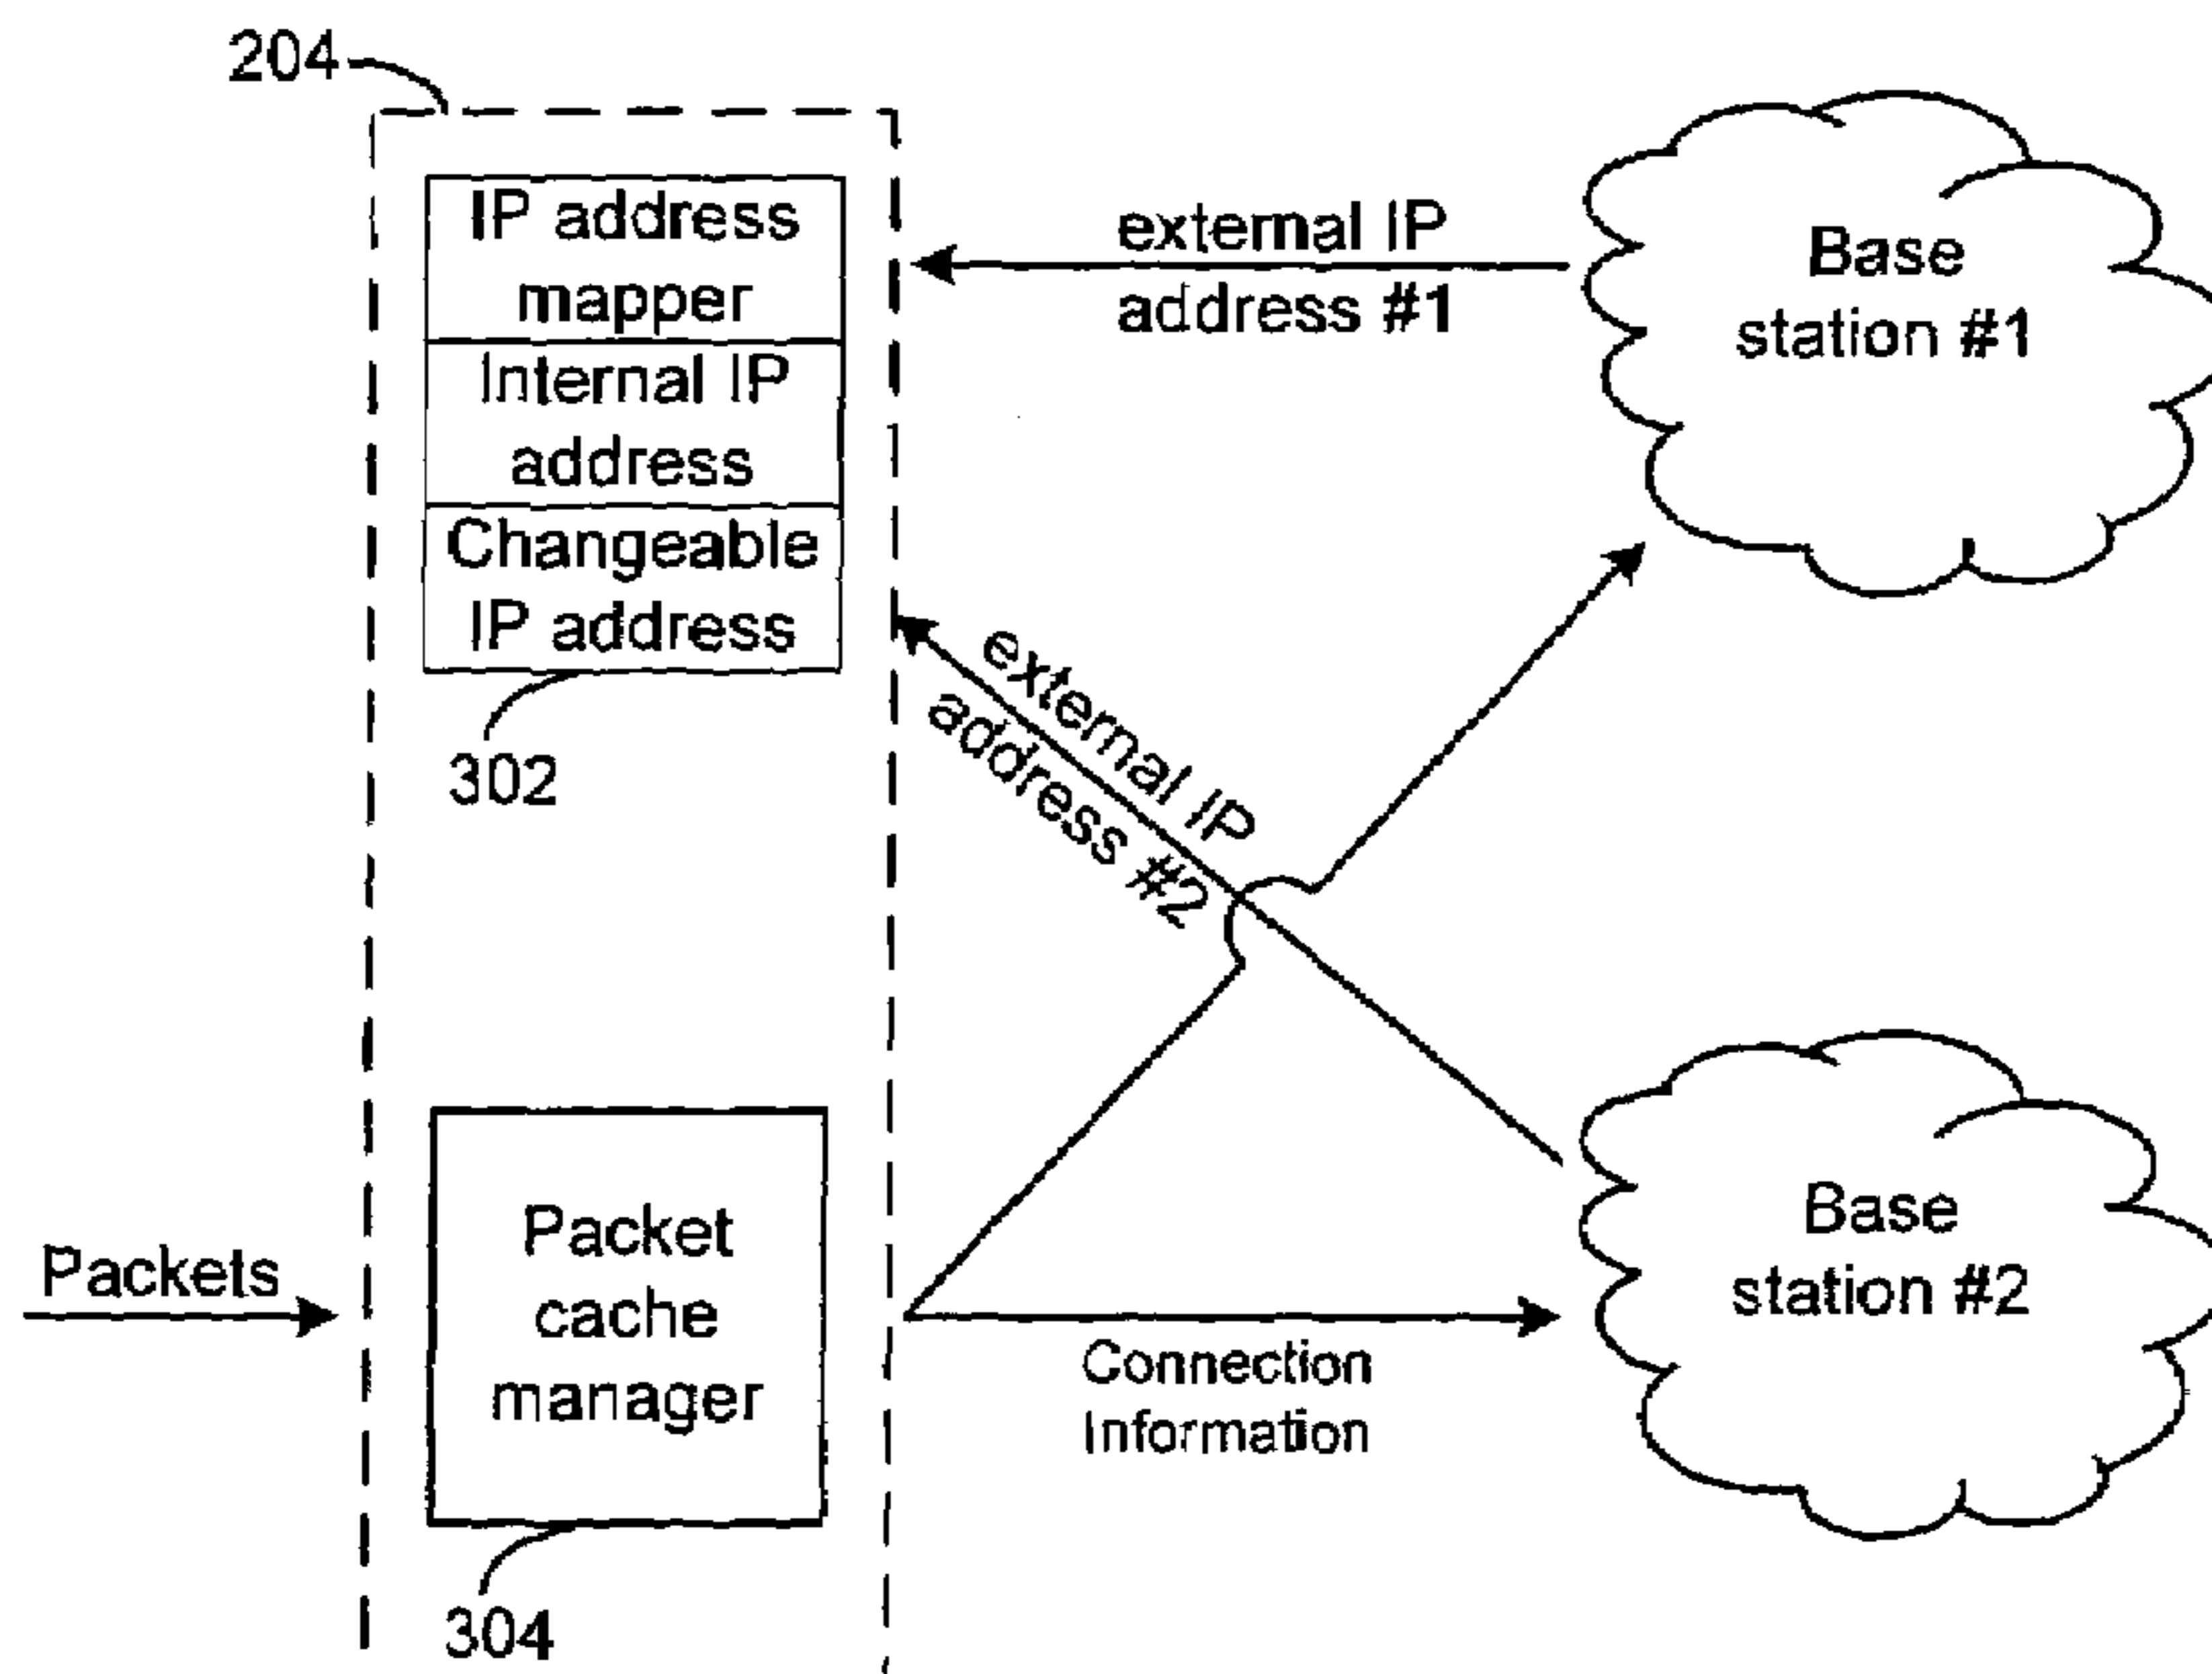 204
IP address
mapper
Internal IP
address
Changeable
IP address
302
external IP
address #1
Base
station #1
external IP
address #2
Packets
Packet
cache
manager
304
Connection
Information
Base
station #2